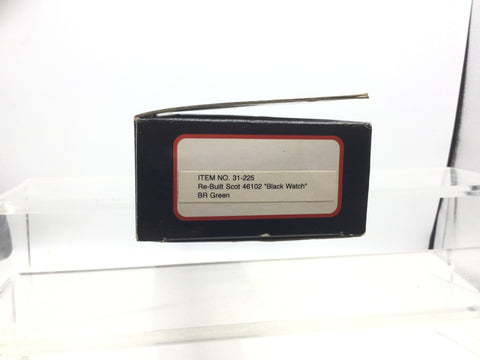 ITEM NO. 31-225
Re-Built Scot 46102 "Black Watch"
BR Green